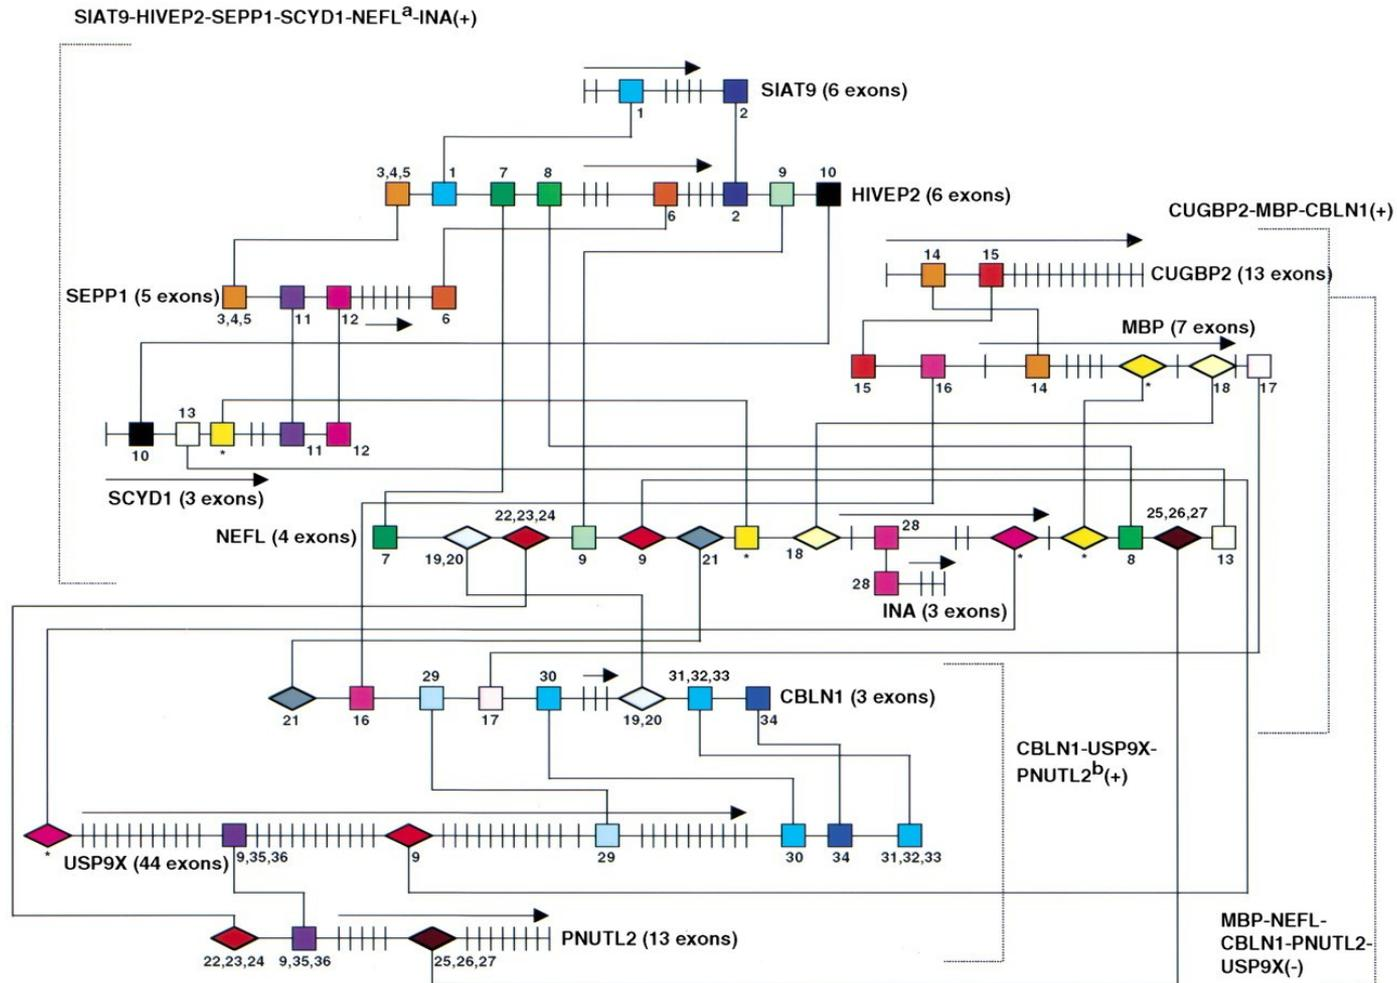 SIAT9-HIVEP2-SEPP1-SCYD1-NEFLa-INA(+)
SIAT9 (6 exons)
1 2
3,4,5 1 7 8 9 10
HIVEP2 (6 exons)
6 2
CUGBP2-MBP-CBLN1(+)
14 15
CUGBP2 (13 exons)
SEPP1 (5 exons)
3,4,5 11 12 6
MBP (7 exons)
15 16 14 * 18 17
13
10 * 11 12
SCYD1 (3 exons)
22,23,24 28 25,26,27
NEFL (4 exons)
7 19,20 9 9 21 * 18 * * 8 13
28
INA (3 exons)
29 30 31,32,33
CBLN1 (3 exons)
21 16 17 19,20 34
CBLN1-USP9X-
PNUTL2b(+)
* USP9X (44 exons) 9,35,36 9 29 30 34 31,32,33
PNUTL2 (13 exons)
22,23,24 9,35,36 25,26,27
MBP-NEFL-
CBLN1-PNUTL2-
USP9X(-)